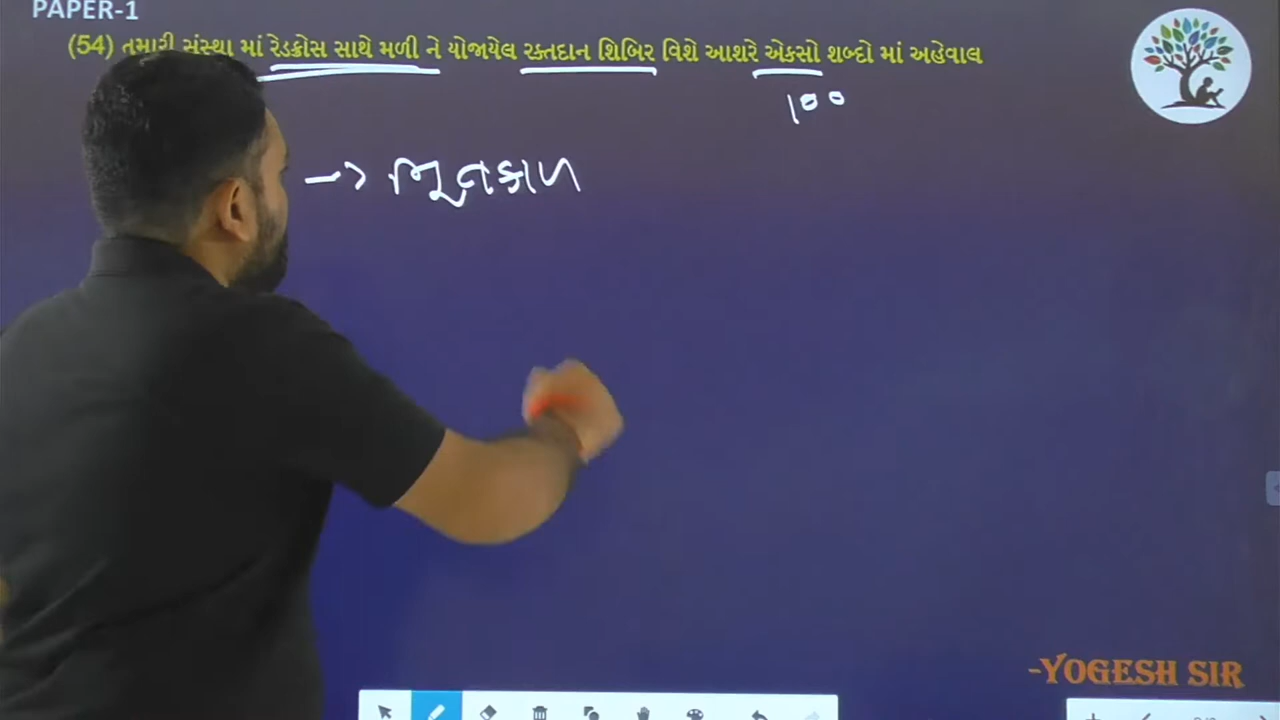 PAPER-1
(54) તમારી સંસ્થા માં રેડક્રોસ સાથે મળી ને યોજાયેલ રક્તદાન શિબિર વિશે આશરે એકસો શબ્દો માં અહેવાલ
100
→ ભૂતકાળ
-YOGESH SIR